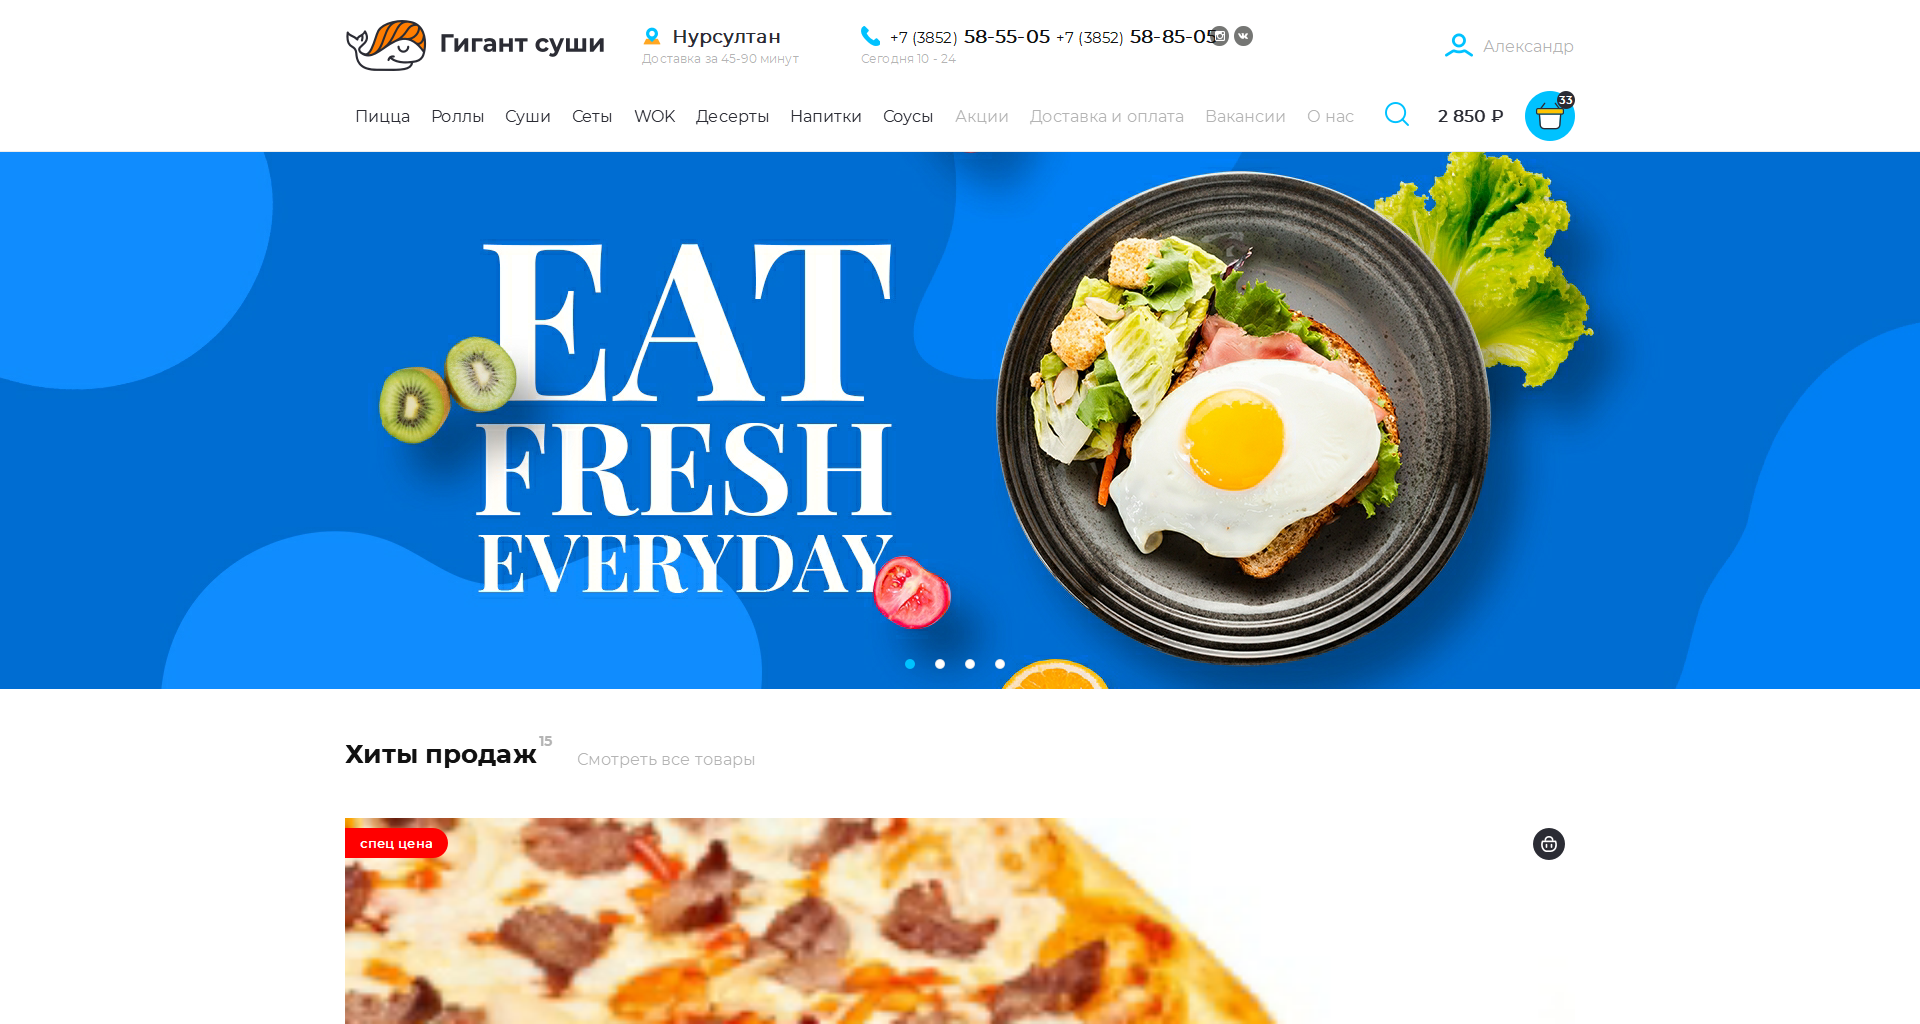 Гигант суши
Нурсултан
Доставка за 45-90 минут
+7 (3852) 58-55-05 +7 (3852) 58-85-05
Сегодня 10 - 24
Александр
Пицца Роллы Суши Сеты WOK Десерты Напитки Соусы Акции Доставка и оплата Вакансии О нас 2 850 ₽ 33
EAT
FRESH
EVERYDAY
Хиты продаж 15 Смотреть все товары
спец цена